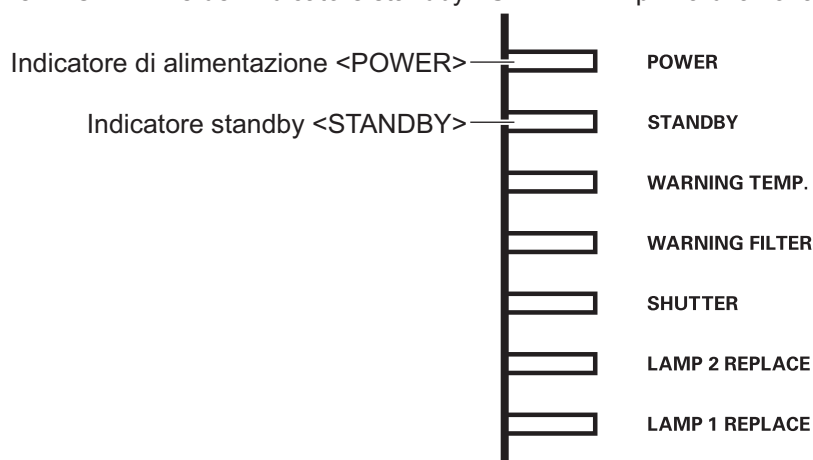 Indicatore di alimentazione <POWER> POWER
Indicatore standby <STANDBY> STANDBY
WARNING TEMP.
WARNING FILTER
SHUTTER
LAMP 2 REPLACE
LAMP 1 REPLACE